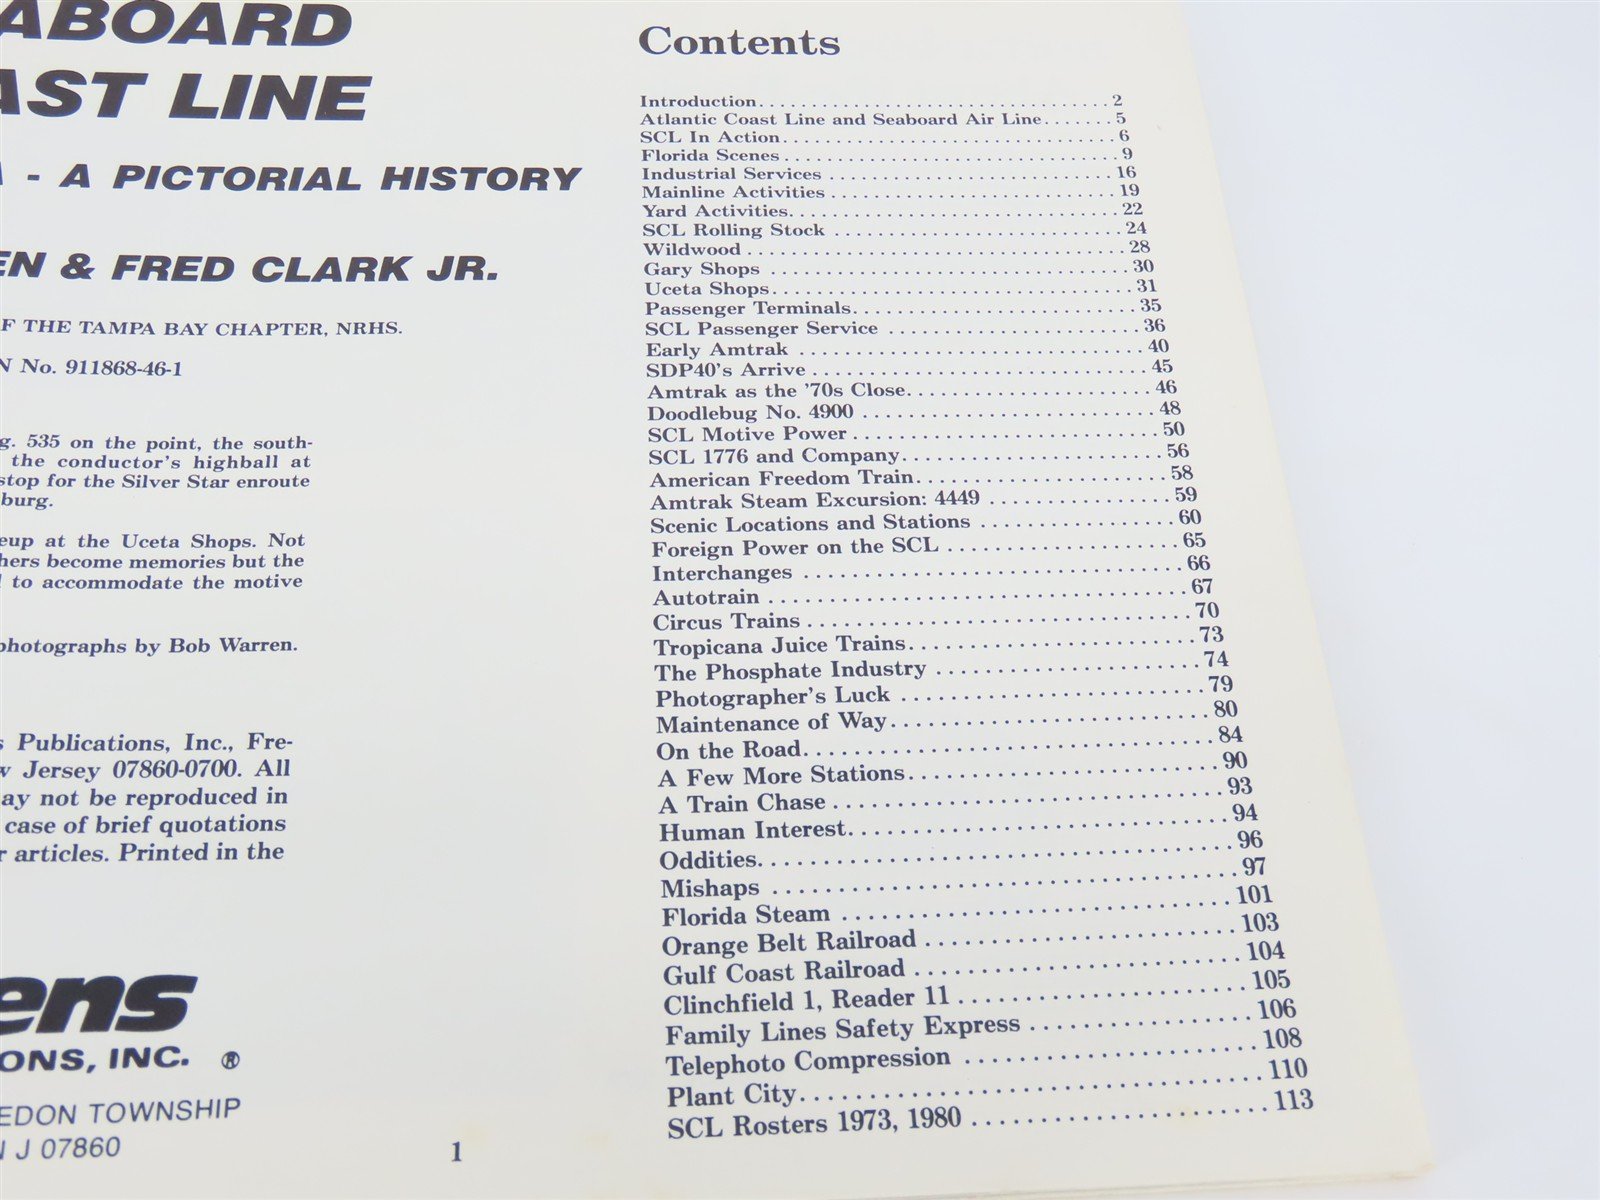 ABOARD
AST LINE
- A PICTORIAL HISTORY
EN & FRED CLARK JR.
F THE TAMPA BAY CHAPTER, NRHS.
N No. 911868-46-1
g. 535 on the point, the south-
the conductor's highball at
stop for the Silver Star enroute
burg.
eup at the Uceta Shops. Not
hers become memories but the
to accommodate the motive
photographs by Bob Warren.
s Publications, Inc., Fre-
w Jersey 07860-0700. All
ay not be reproduced in
case of brief quotations
r articles. Printed in the
ens
ONS, INC. ®
EDON TOWNSHIP
N J 07860
1
Contents
Introduction. . . . . . . . . . . . . . . . . . . . . . . . . . . . . . . . . . 2
Atlantic Coast Line and Seaboard Air Line. . . . . . . 5
SCL In Action. . . . . . . . . . . . . . . . . . . . . . . . . . . . . . . . 6
Florida Scenes . . . . . . . . . . . . . . . . . . . . . . . . . . . . . . . . 9
Industrial Services . . . . . . . . . . . . . . . . . . . . . . . . . . . 16
Mainline Activities . . . . . . . . . . . . . . . . . . . . . . . . . . . 19
Yard Activities. . . . . . . . . . . . . . . . . . . . . . . . . . . . . . . 22
SCL Rolling Stock . . . . . . . . . . . . . . . . . . . . . . . . . . . 24
Wildwood . . . . . . . . . . . . . . . . . . . . . . . . . . . . . . . . . . . 28
Gary Shops . . . . . . . . . . . . . . . . . . . . . . . . . . . . . . . . . 30
Uceta Shops. . . . . . . . . . . . . . . . . . . . . . . . . . . . . . . . . 31
Passenger Terminals. . . . . . . . . . . . . . . . . . . . . . . . . . 35
SCL Passenger Service . . . . . . . . . . . . . . . . . . . . . . . 36
Early Amtrak . . . . . . . . . . . . . . . . . . . . . . . . . . . . . . . 40
SDP40's Arrive . . . . . . . . . . . . . . . . . . . . . . . . . . . . . . 45
Amtrak as the '70s Close. . . . . . . . . . . . . . . . . . . . . . 46
Doodlebug No. 4900 . . . . . . . . . . . . . . . . . . . . . . . . . . 48
SCL Motive Power . . . . . . . . . . . . . . . . . . . . . . . . . . . 50
SCL 1776 and Company. . . . . . . . . . . . . . . . . . . . . . . 56
American Freedom Train. . . . . . . . . . . . . . . . . . . . . . 58
Amtrak Steam Excursion: 4449 . . . . . . . . . . . . . . . . 59
Scenic Locations and Stations . . . . . . . . . . . . . . . . . 60
Foreign Power on the SCL . . . . . . . . . . . . . . . . . . . . 65
Interchanges . . . . . . . . . . . . . . . . . . . . . . . . . . . . . . . . 66
Autotrain . . . . . . . . . . . . . . . . . . . . . . . . . . . . . . . . . . . 67
Circus Trains . . . . . . . . . . . . . . . . . . . . . . . . . . . . . . . . 70
Tropicana Juice Trains. . . . . . . . . . . . . . . . . . . . . . . . 73
The Phosphate Industry . . . . . . . . . . . . . . . . . . . . . . 74
Photographer's Luck . . . . . . . . . . . . . . . . . . . . . . . . . 79
Maintenance of Way. . . . . . . . . . . . . . . . . . . . . . . . . . 80
On the Road. . . . . . . . . . . . . . . . . . . . . . . . . . . . . . . . . 84
A Few More Stations. . . . . . . . . . . . . . . . . . . . . . . . . 90
A Train Chase . . . . . . . . . . . . . . . . . . . . . . . . . . . . . . . 93
Human Interest. . . . . . . . . . . . . . . . . . . . . . . . . . . . . . 94
Oddities. . . . . . . . . . . . . . . . . . . . . . . . . . . . . . . . . . . . . 96
Mishaps . . . . . . . . . . . . . . . . . . . . . . . . . . . . . . . . . . . . 97
Florida Steam . . . . . . . . . . . . . . . . . . . . . . . . . . . . . . 101
Orange Belt Railroad . . . . . . . . . . . . . . . . . . . . . . . . 103
Gulf Coast Railroad . . . . . . . . . . . . . . . . . . . . . . . . . 104
Clinchfield 1, Reader 11 . . . . . . . . . . . . . . . . . . . . . . 105
Family Lines Safety Express . . . . . . . . . . . . . . . . . 106
Telephoto Compression . . . . . . . . . . . . . . . . . . . . . . 108
Plant City. . . . . . . . . . . . . . . . . . . . . . . . . . . . . . . . . . 110
SCL Rosters 1973, 1980 . . . . . . . . . . . . . . . . . . . . . . 113